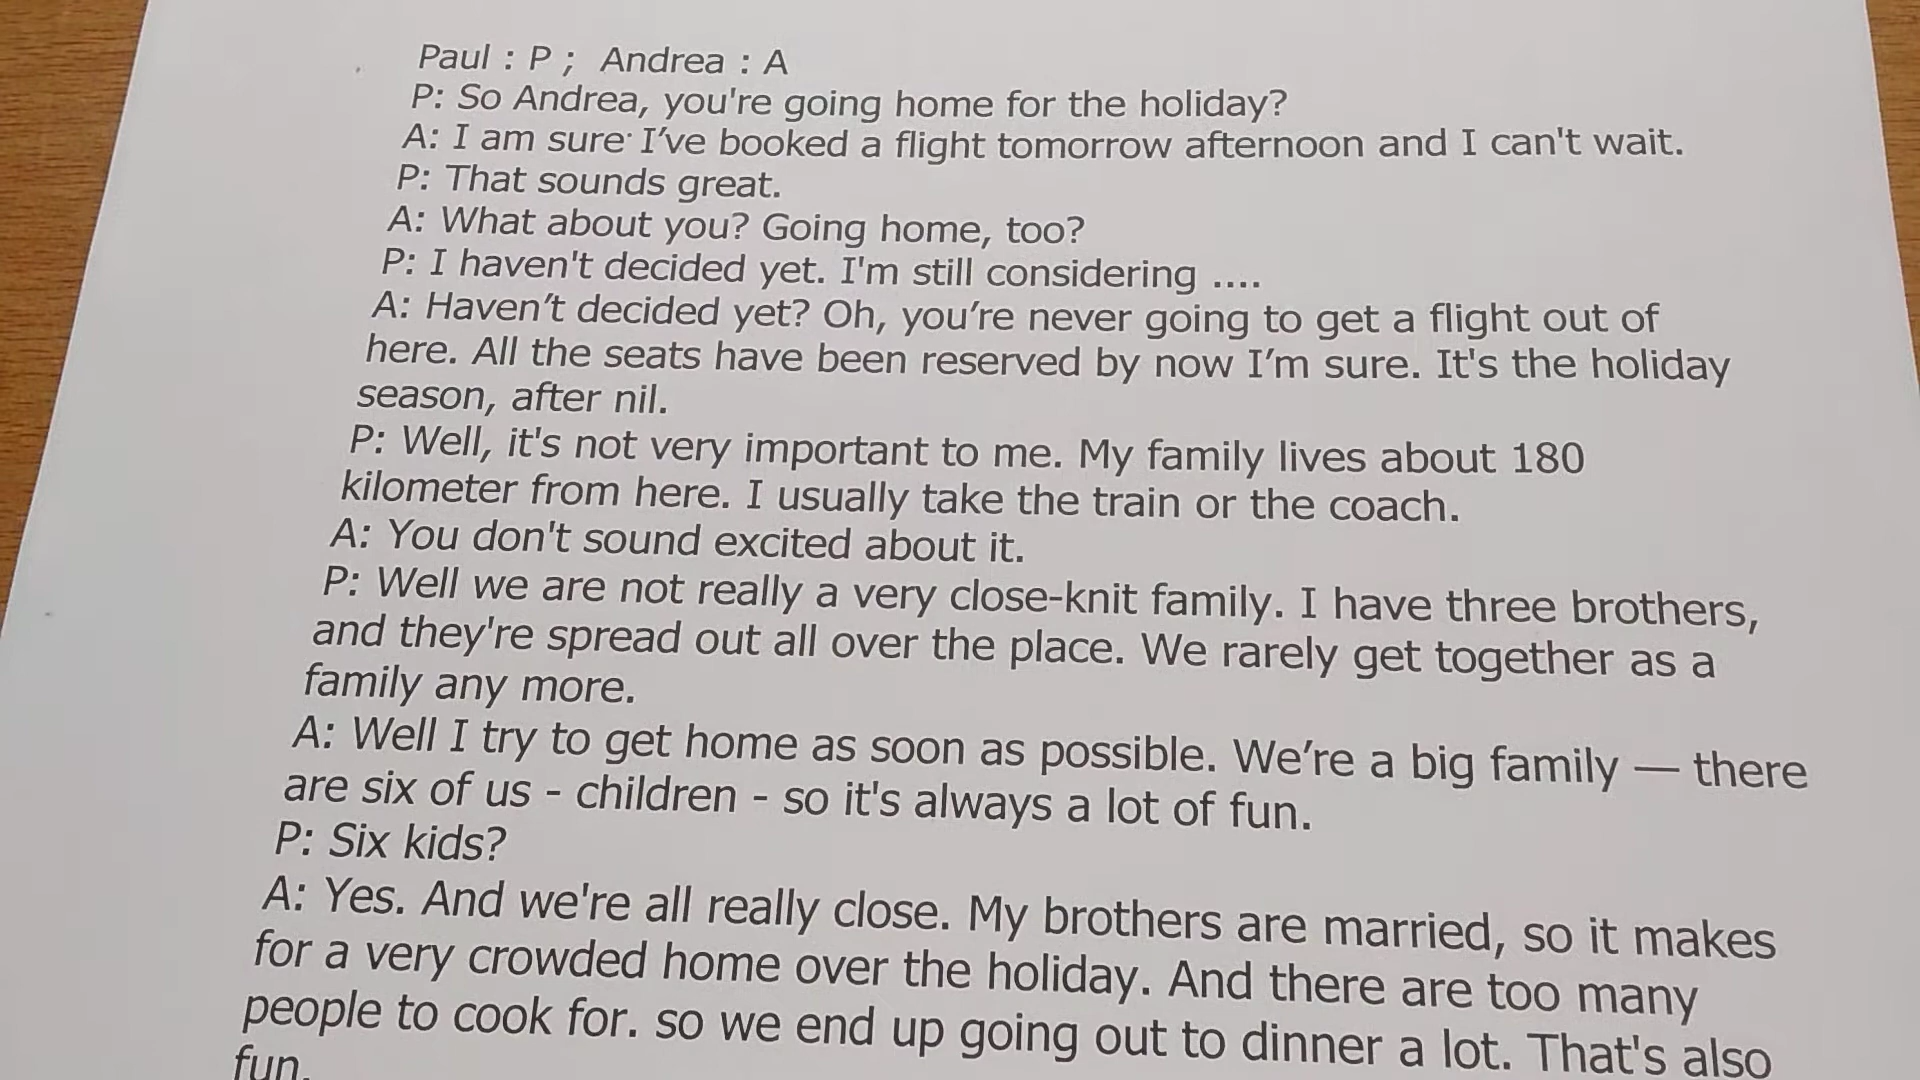 Paul : P ; Andrea : A
P: So Andrea, you're going home for the holiday?
A: I am sure· I’ve booked a flight tomorrow afternoon and I can't wait.
P: That sounds great.
A: What about you? Going home, too?
P: I haven't decided yet. I'm still considering ....
A: Haven’t decided yet? Oh, you’re never going to get a flight out of
here. All the seats have been reserved by now I’m sure. It's the holiday
season, after nil.
P: Well, it's not very important to me. My family lives about 180
kilometer from here. I usually take the train or the coach.
A: You don't sound excited about it.
P: Well we are not really a very close-knit family. I have three brothers,
and they're spread out all over the place. We rarely get together as a
family any more.
A: Well I try to get home as soon as possible. We’re a big family — there
are six of us - children - so it's always a lot of fun.
P: Six kids?
A: Yes. And we're all really close. My brothers are married, so it makes
for a very crowded home over the holiday. And there are too many
people to cook for. so we end up going out to dinner a lot. That's also
fun.